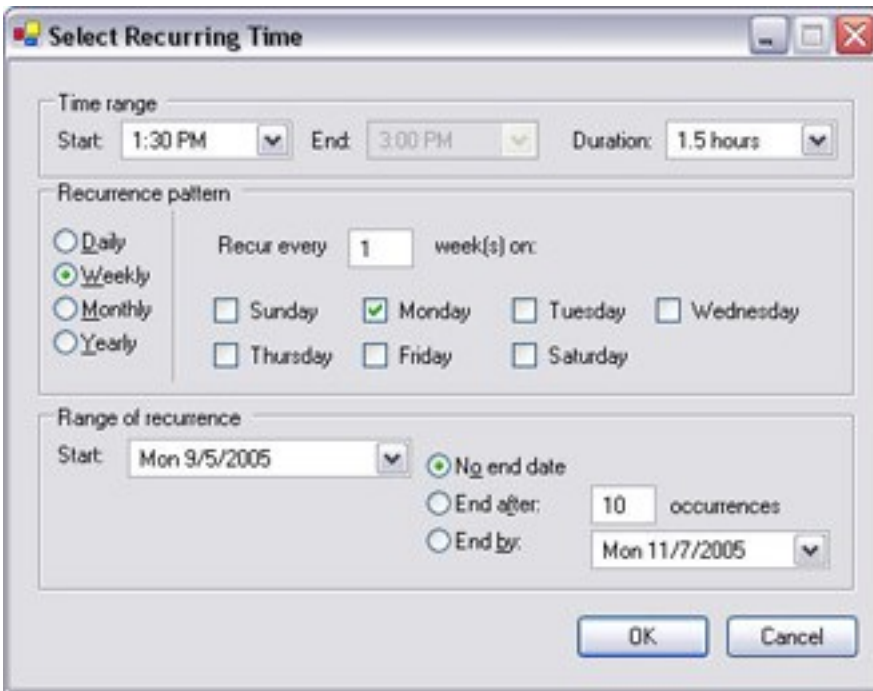 Select Recurring Time
Time range
Start: 1:30 PM End: 3:00 PM Duration: 1.5 hours
Recurrence pattern
Daily
Weekly
Monthly
Yearly
Recur every 1 week(s) on:
Sunday Monday Tuesday Wednesday
Thursday Friday Saturday
Range of recurrence
Start: Mon 9/5/2005
No end date
End after: 10 occurrences
End by: Mon 11/7/2005
OK Cancel